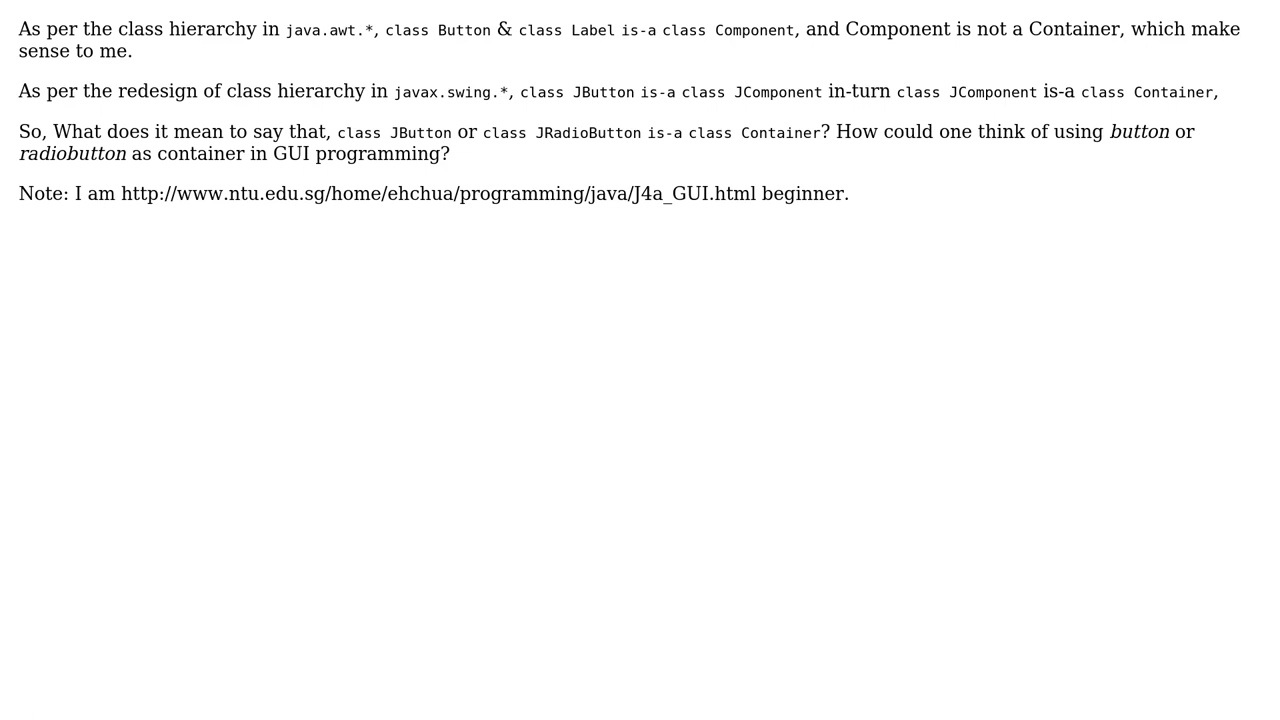 As per the class hierarchy in java.awt.*, class Button & class Label is-a class Component, and Component is not a Container, which make
sense to me.
As per the redesign of class hierarchy in javax.swing.*, class JButton is-a class JComponent in-turn class JComponent is-a class Container,
So, What does it mean to say that, class JButton or class JRadioButton is-a class Container? How could one think of using button or
radiobutton as container in GUI programming?
Note: I am http://www.ntu.edu.sg/home/ehchua/programming/java/J4a_GUI.html beginner.